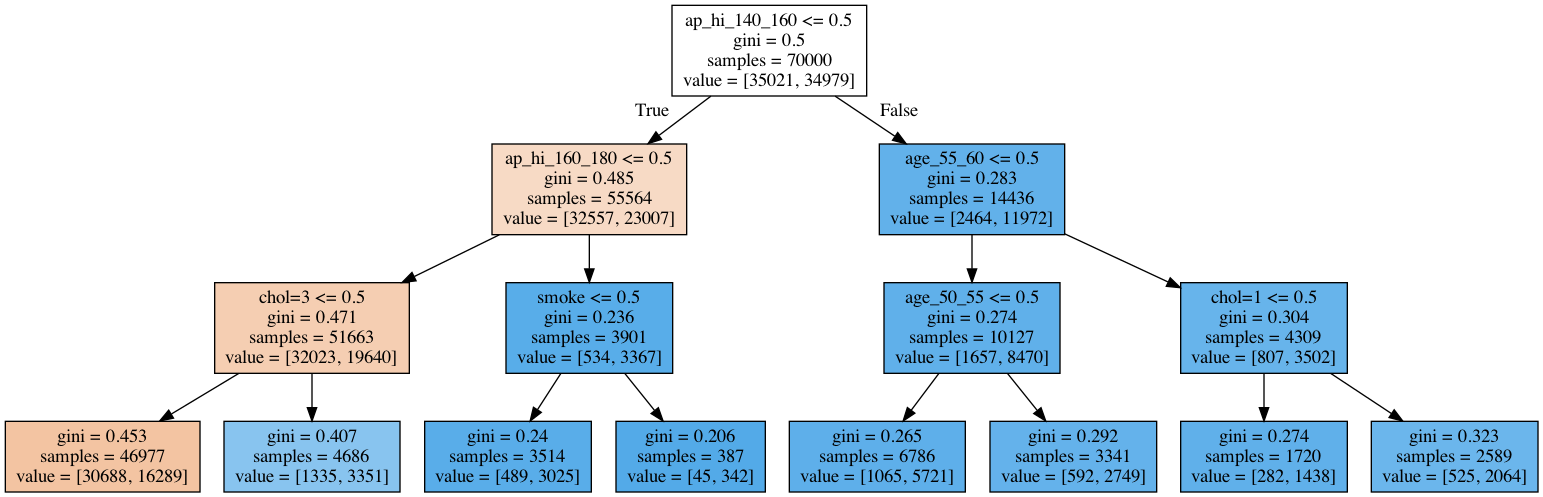 ap_hi_140_160 <= 0.5
gini = 0.5
samples = 70000
value = [35021, 34979]
True
False
ap_hi_160_180 <= 0.5
gini = 0.485
samples = 55564
value = [32557, 23007]
age_55_60 <= 0.5
gini = 0.283
samples = 14436
value = [2464, 11972]
chol=3 <= 0.5
gini = 0.471
samples = 51663
value = [32023, 19640]
smoke <= 0.5
gini = 0.236
samples = 3901
value = [534, 3367]
age_50_55 <= 0.5
gini = 0.274
samples = 10127
value = [1657, 8470]
chol=1 <= 0.5
gini = 0.304
samples = 4309
value = [807, 3502]
gini = 0.453
samples = 46977
value = [30688, 16289]
gini = 0.407
samples = 4686
value = [1335, 3351]
gini = 0.24
samples = 3514
value = [489, 3025]
gini = 0.206
samples = 387
value = [45, 342]
gini = 0.265
samples = 6786
value = [1065, 5721]
gini = 0.292
samples = 3341
value = [592, 2749]
gini = 0.274
samples = 1720
value = [282, 1438]
gini = 0.323
samples = 2589
value = [525, 2064]